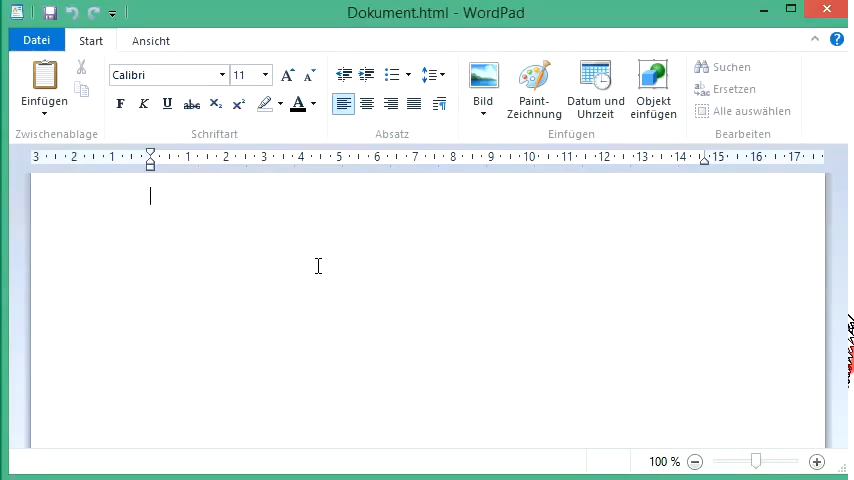 Dokument.html - WordPad
Datei Start Ansicht
Einfügen
Zwischenablage
Calibri 11
F K U abc X₂ X²
A
Schriftart
Absatz
Bild
Paint-
Zeichnung
Datum und
Uhrzeit
Objekt
einfügen
Einfügen
Suchen
Ersetzen
Alle auswählen
Bearbeiten
3 2 1 1 2 3 4 5 6 7 8 9 10 11 12 13 14 15 16 17
100 %